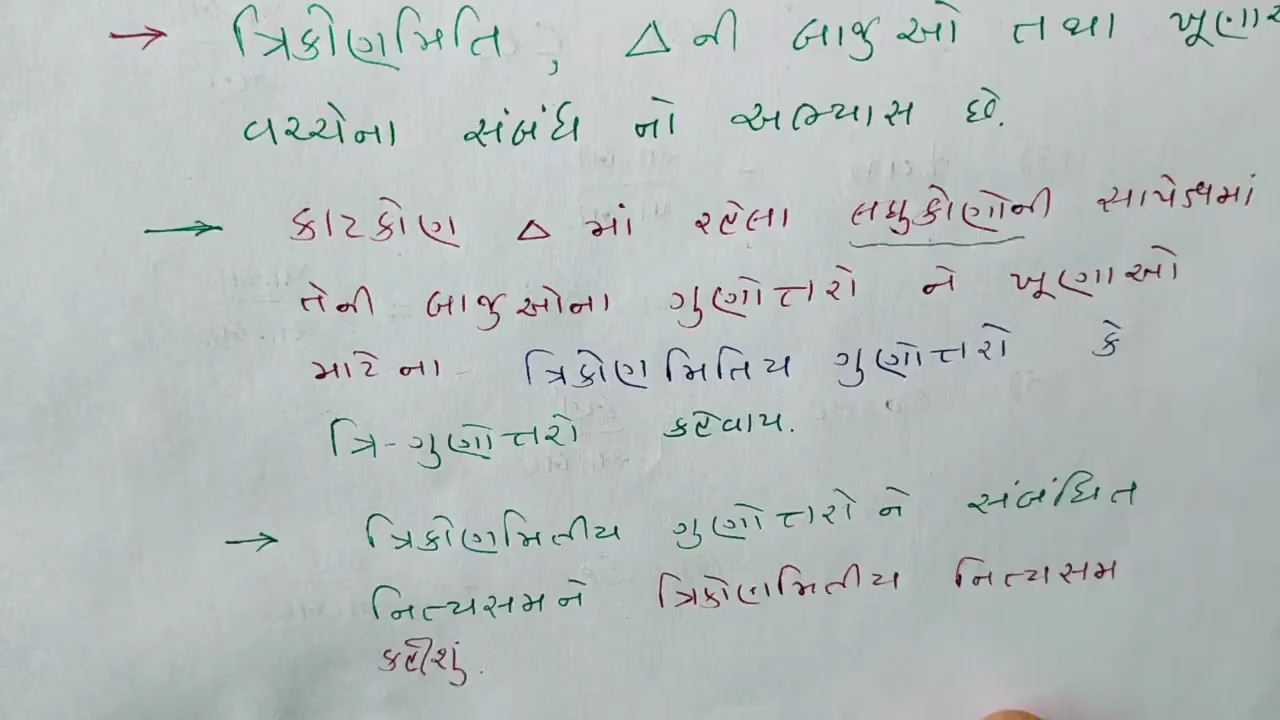 → ત્રિકોણમિતિ, Δ ની બાજુઓ તથા ખૂણા
વચ્ચેના સંબંધ નો અભ્યાસ છે.
→ કાટકોણ Δ માં રહેલા લઘુકોણોની સાપેક્ષમાં
તેની બાજુઓના ગુણોત્તરો ને ખૂણાઓ
માટેના ત્રિકોણમિતિય ગુણોત્તરો કે
ત્રિ-ગુણોત્તરો કહેવાય.
→ ત્રિકોણમિતીય ગુણોત્તરોને સંબંધિત
નિત્યસમને ત્રિકોણમિતીય નિત્યસમ
કહીશું.